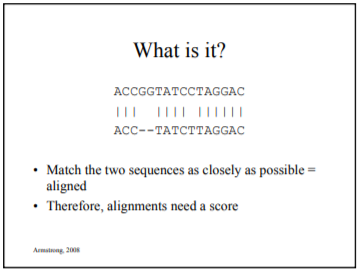 What is it?
ACCGGTATCCTAGGAC
||| |||| ||||||
ACC--TATCTTAGGAC
• Match the two sequences as closely as possible =
aligned
• Therefore, alignments need a score
Armstrong, 2008